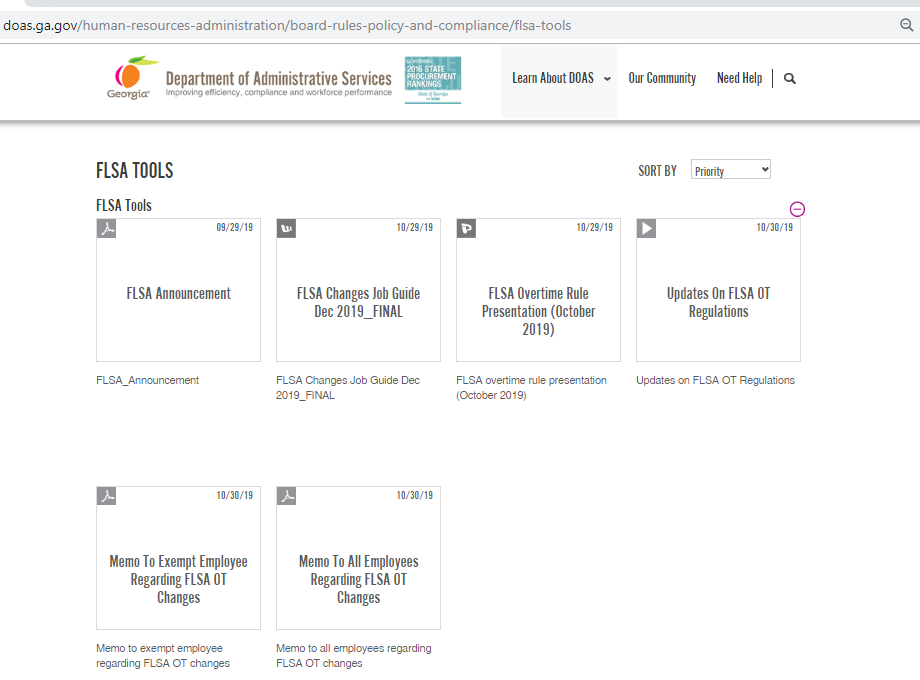 doas.ga.gov/human-resources-administration/board-rules-policy-and-compliance/flsa-tools
Georgia®
Department of Administrative Services
Improving efficiency, compliance and workforce performance
GOVERNING
2016 STATE
PROCUREMENT
RANKINGS
State of Georgia
Learn About DOAS
Our Community
Need Help
FLSA TOOLS
SORT BY
Priority
FLSA Tools
09/29/19
FLSA Announcement
FLSA_Announcement
10/29/19
FLSA Changes Job Guide
Dec 2019_FINAL
FLSA Changes Job Guide Dec
2019_FINAL
10/29/19
FLSA Overtime Rule
Presentation (October
2019)
FLSA overtime rule presentation
(October 2019)
10/30/19
Updates On FLSA OT
Regulations
Updates on FLSA OT Regulations
10/30/19
Memo To Exempt Employee
Regarding FLSA OT
Changes
Memo to exempt employee
regarding FLSA OT changes
10/30/19
Memo To All Employees
Regarding FLSA OT
Changes
Memo to all employees regarding
FLSA OT changes